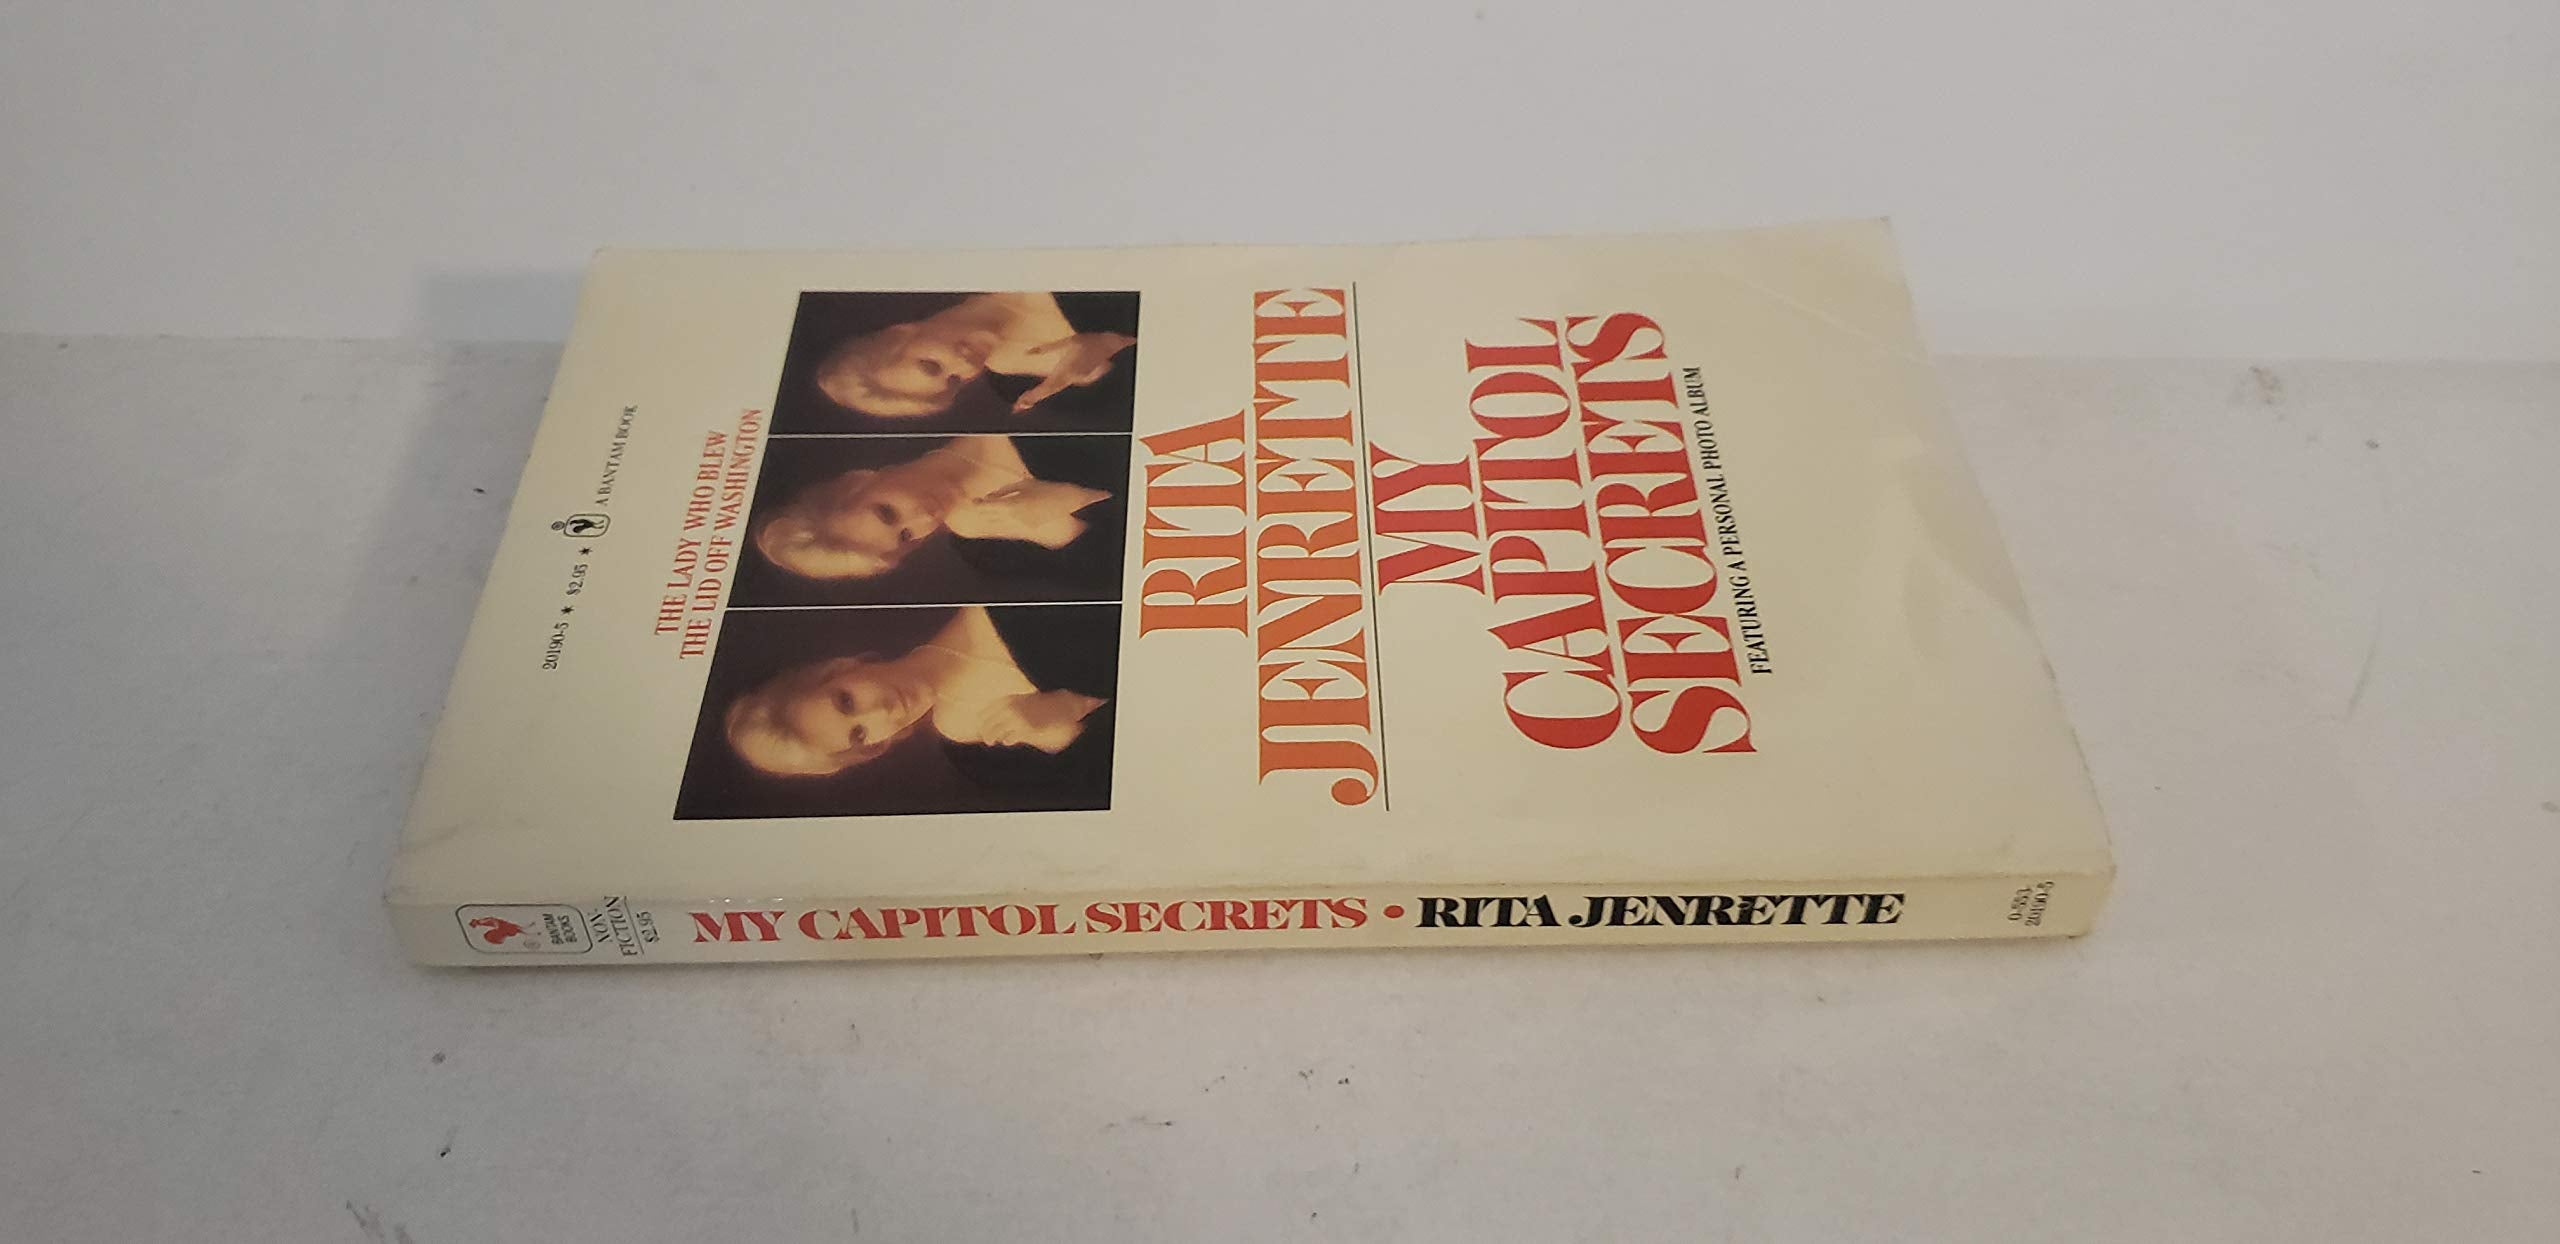 20190-5 * $2.95 * A BANTAM BOOK
THE LADY WHO BLEW
THE LID OFF WASHINGTON
RITA
JENRETTE
MY
CAPITOL
SECRETS
FEATURING A PERSONAL PHOTO ALBUM
BANTAM
BOOKS
NON-
FICTION
$2.95
MY CAPITOL SECRETS • RITA JENRETTE
0-553-
20190-5